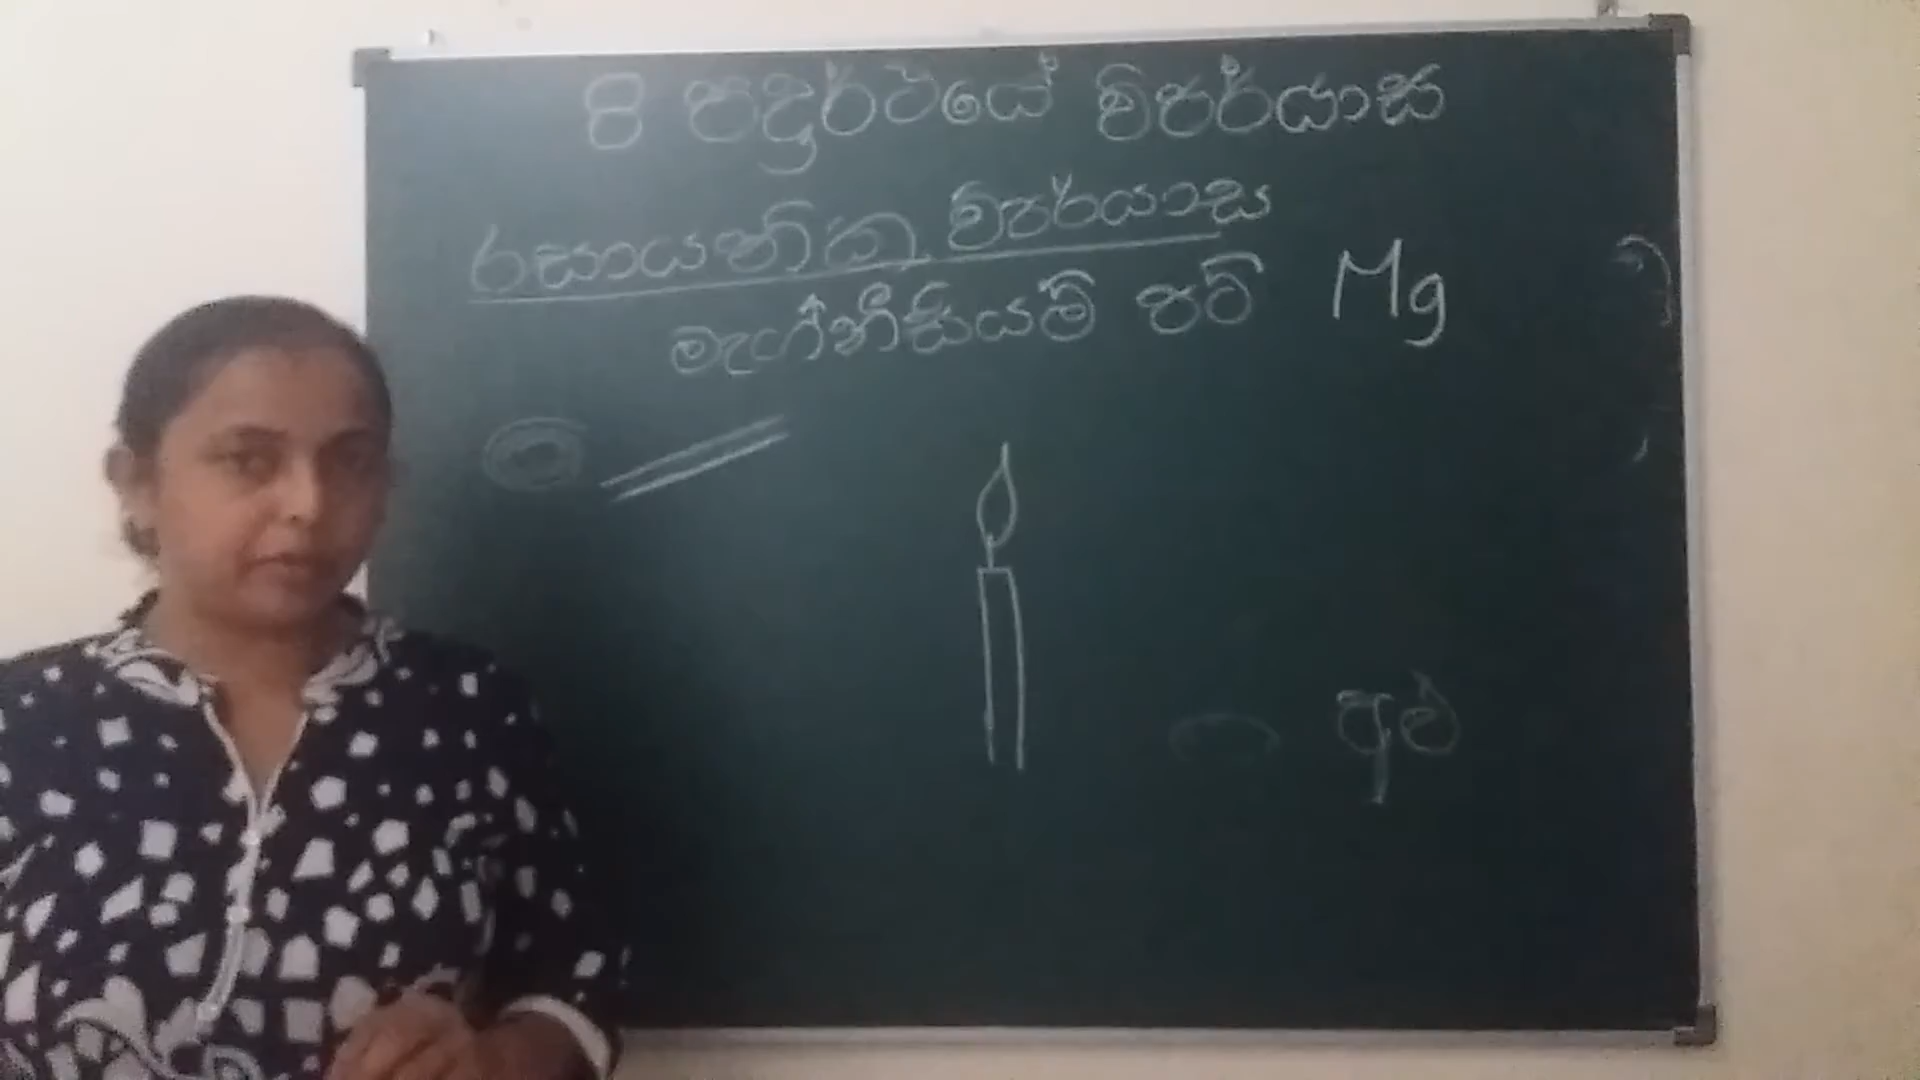 8 පදාර්ථයේ විපර්යාස
රසායනික විපර්යාස
මැග්නීසියම් පටි Mg
අළු